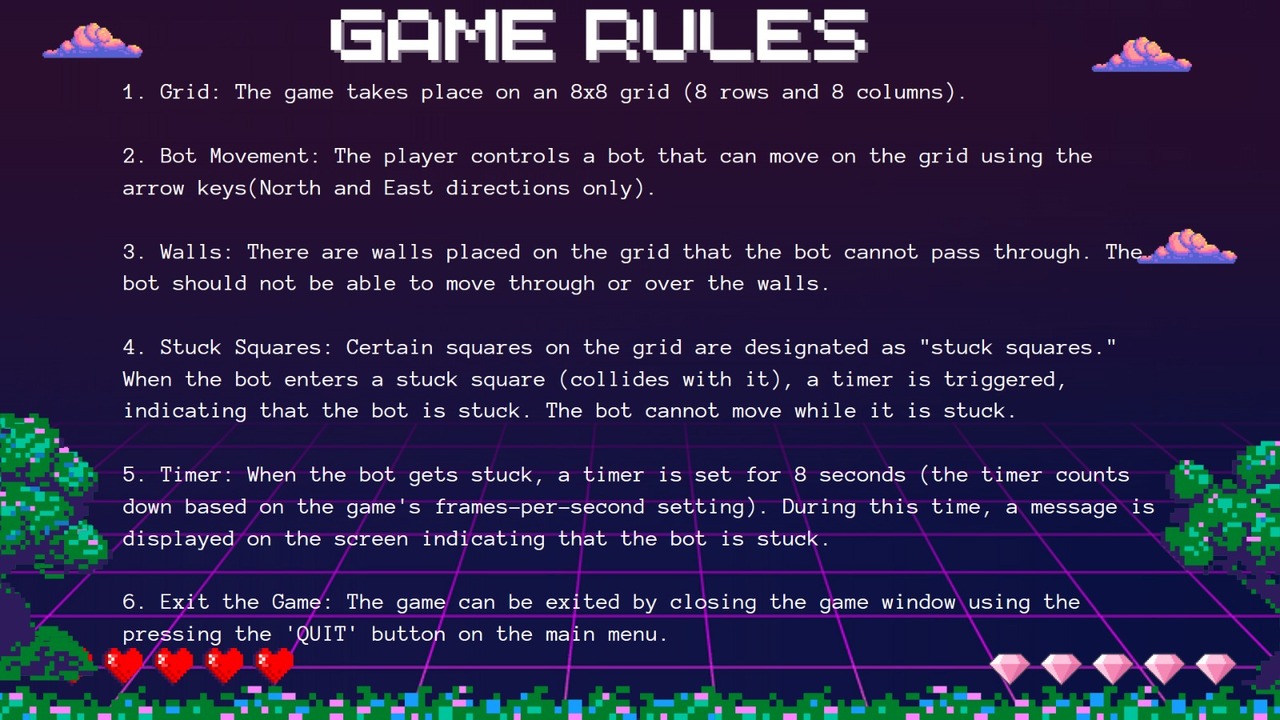 GAME RULES
1. Grid: The game takes place on an 8x8 grid (8 rows and 8 columns).
2. Bot Movement: The player controls a bot that can move on the grid using the
arrow keys(North and East directions only).
3. Walls: There are walls placed on the grid that the bot cannot pass through. The
bot should not be able to move through or over the walls.
4. Stuck Squares: Certain squares on the grid are designated as "stuck squares."
When the bot enters a stuck square (collides with it), a timer is triggered,
indicating that the bot is stuck. The bot cannot move while it is stuck.
5. Timer: When the bot gets stuck, a timer is set for 8 seconds (the timer counts
down based on the game's frames-per-second setting). During this time, a message is
displayed on the screen indicating that the bot is stuck.
6. Exit the Game: The game can be exited by closing the game window using the
pressing the 'QUIT' button on the main menu.